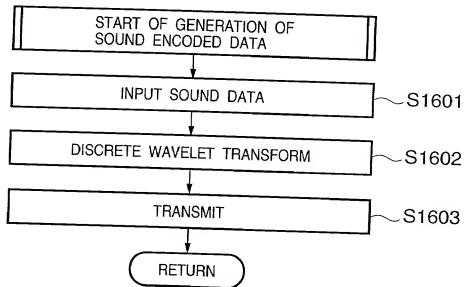 START OF GENERATION OF
SOUND ENCODED DATA
INPUT SOUND DATA
S1601
DISCRETE WAVELET TRANSFORM
S1602
TRANSMIT
S1603
RETURN